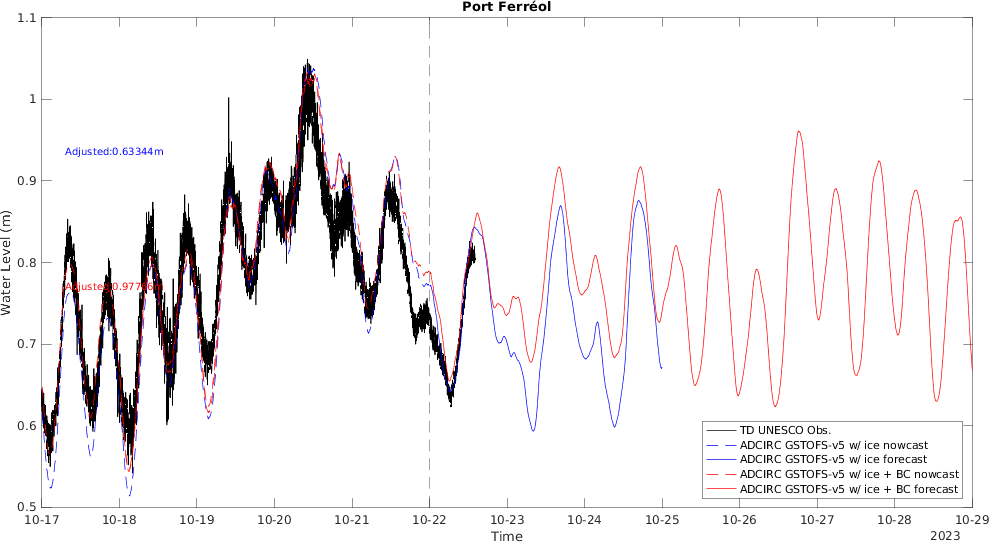 Port Ferréol
Water Level (m)
1.1
1
0.9
0.8
0.7
0.6
0.5
Adjusted:0.63344m
TD UNESCO Obs.
ADCIRC GSTOFS-v5 w/ ice nowcast
ADCIRC GSTOFS-v5 w/ ice forecast
ADCIRC GSTOFS-v5 w/ ice + BC nowcast
ADCIRC GSTOFS-v5 w/ ice + BC forecast
10-17 10-18 10-19 10-20 10-21 10-22 10-23 10-24 10-25 10-26 10-27 10-28 10-29
Time
2023